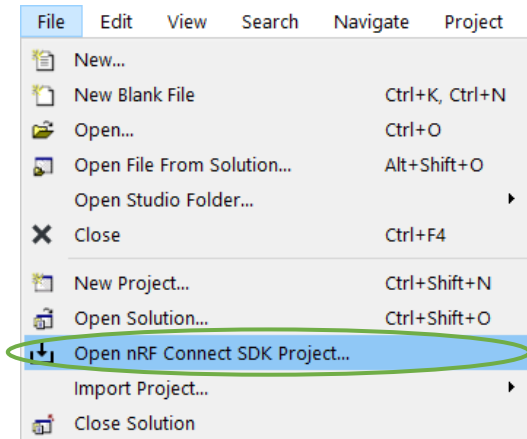 File Edit View Search Navigate Project
New...
New Blank File Ctrl+K, Ctrl+N
Open... Ctrl+O
Open File From Solution... Alt+Shift+O
Open Studio Folder...
Close Ctrl+F4
New Project... Ctrl+Shift+N
Open Solution... Ctrl+Shift+O
Open nRF Connect SDK Project...
Import Project...
Close Solution